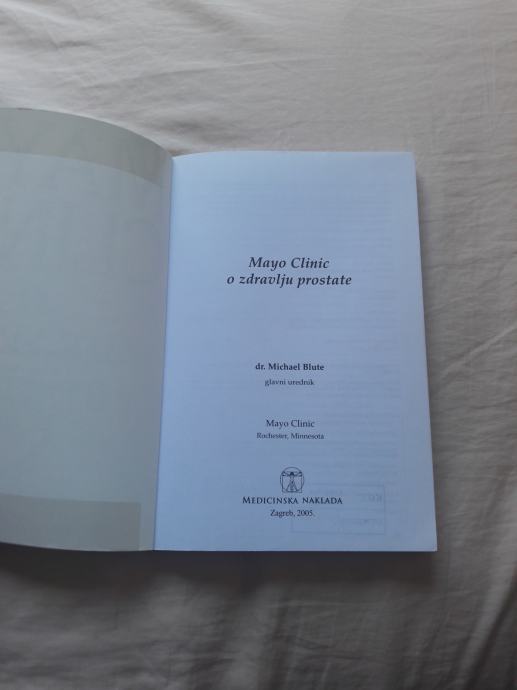 Mayo Clinic
o zdravlju prostate
dr. Michael Blute
glavni urednik
Mayo Clinic
Rochester, Minnesota
MEDICINSKA NAKLADA
Zagreb, 2005.